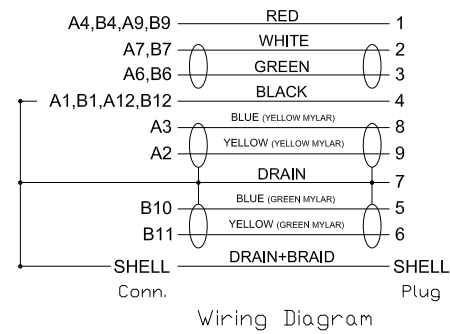 A4,B4,A9,B9 RED 1
A7,B7 WHITE 2
A6,B6 GREEN 3
A1,B1,A12,B12 BLACK 4
A3 BLUE (YELLOW MYLAR) 8
A2 YELLOW (YELLOW MYLAR) 9
DRAIN 7
B10 BLUE (GREEN MYLAR) 5
B11 YELLOW (GREEN MYLAR) 6
SHELL DRAIN+BRAID SHELL
Conn. Plug
Wiring Diagram